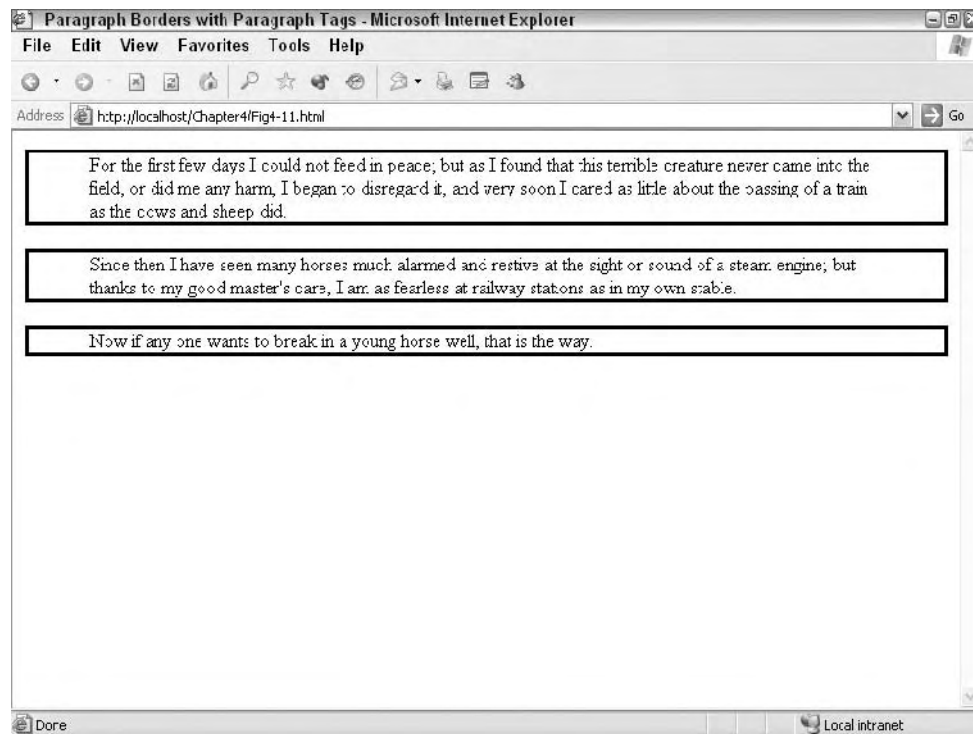 Paragraph Borders with Paragraph Tags - Microsoft Internet Explorer
File Edit View Favorites Tools Help
Address http://localhost/Chapter4/Fig4-11.html Go
For the first few days I could not feed in peace; but as I found that this terrible creature never came into the
field, or did me any harm, I began to disregard it, and very soon I cared as little about the passing of a train
as the cows and sheep did.
Since then I have seen many horses much alarmed and restive at the sight or sound of a steam engine; but
thanks to my good master's care, I am as fearless at railway stations as in my own stable.
Now if any one wants to break in a young horse well, that is the way.
Done Local intranet